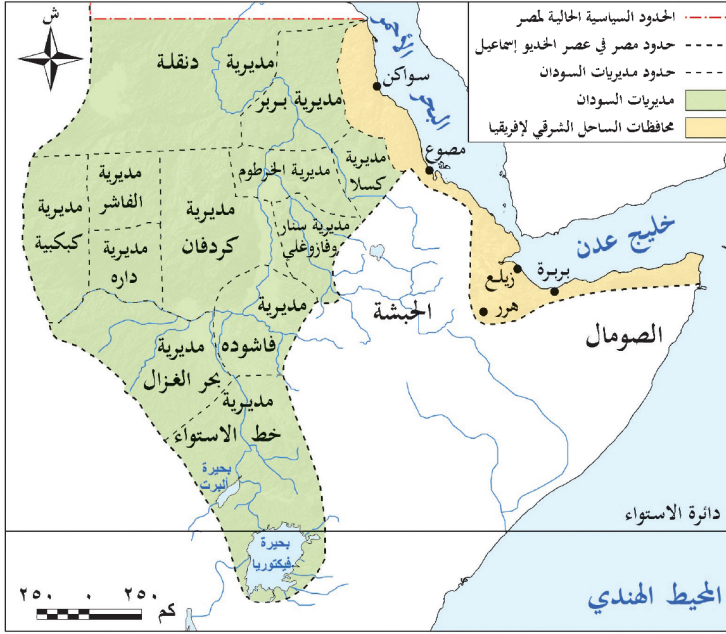 الحدود السياسية الحالية لمصر
حدود مصر في عصر الخديو إسماعيل
حدود مديريات السودان
مديريات السودان
محافظات الساحل الشرقي لإفريقيا
ش
البحر الأحمر
سواكن
مصوع
خليج عدن
زيلع
بربرة
هرر
الصومال
الحبشة
مديرية دنقلة
مديرية بربر
مديرية الخرطوم
مديرية
كسلا
مديرية
الفاشر
مديرية
كبكبية
مديرية
داره
مديرية
كردفان
مديرية سنار
وفازوغلي
مديرية
فاشوده
مديرية
بحر الغزال
مديرية
خط الاستواء
بحيرة
ألبرت
بحيرة
فيكتوريا
دائرة الاستواء
المحيط الهندي
٢٥٠ ٠ ٢٥٠
كم